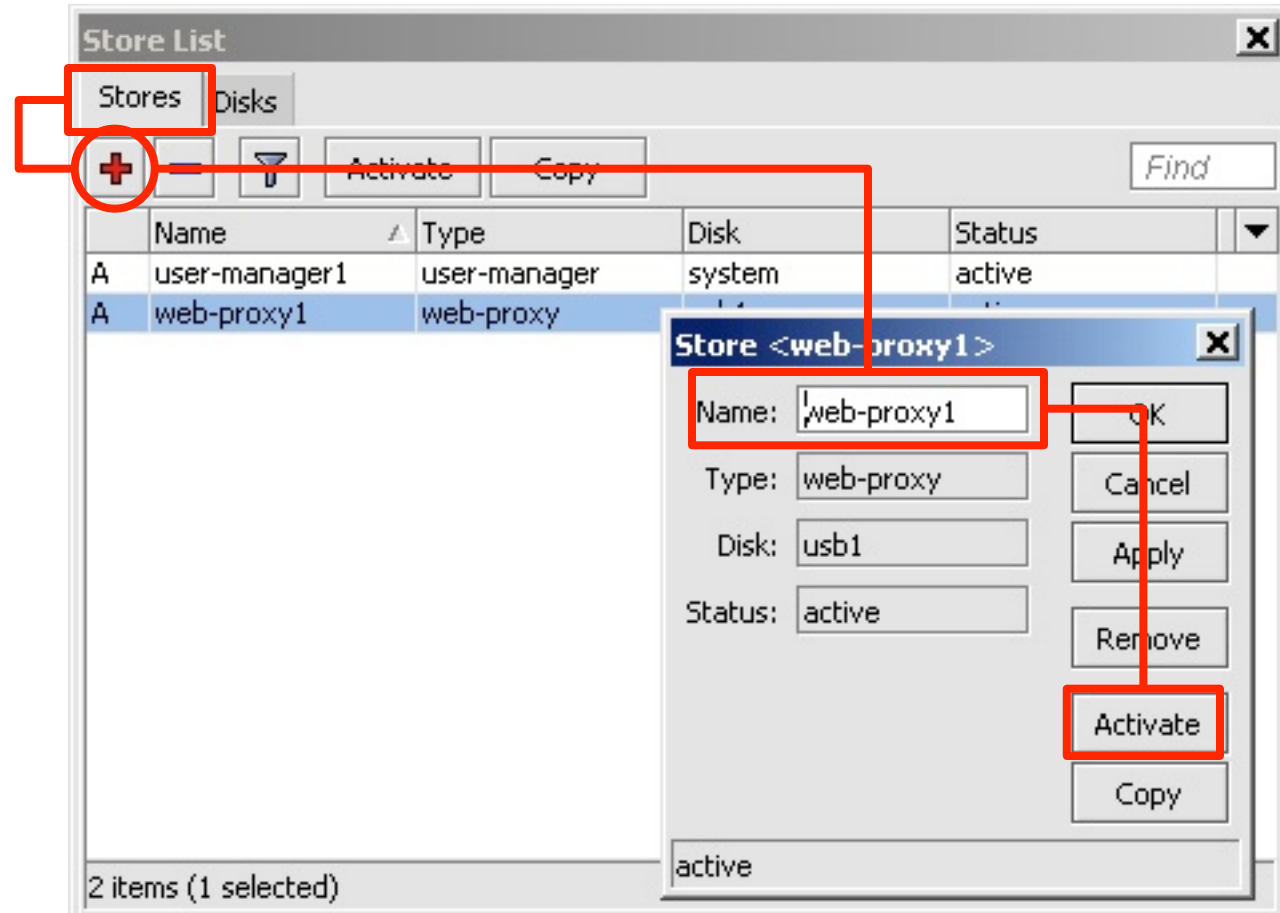 Store List
Stores Disks
Activate Copy Find
Name Type Disk Status
A user-manager1 user-manager system active
A web-proxy1 web-proxy
Store <web-proxy1>
Name: web-proxy1 OK
Type: web-proxy Cancel
Disk: usb1 Apply
Status: active
Remove
Activate
Copy
active
2 items (1 selected)